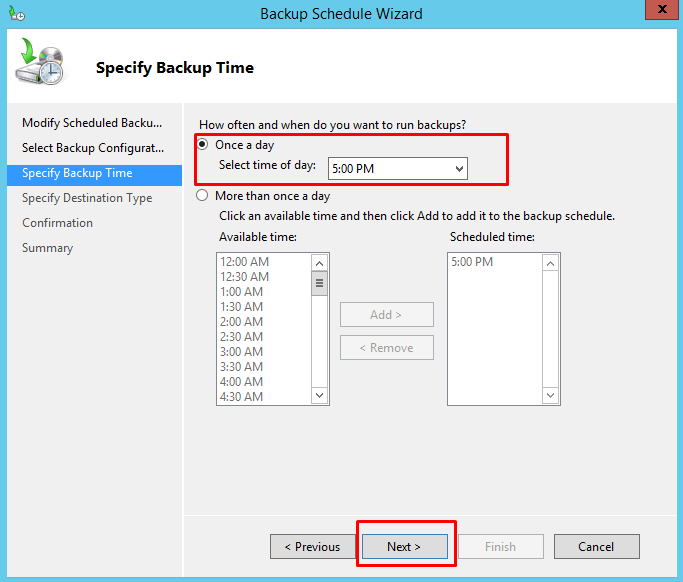 Backup Schedule Wizard
x
Specify Backup Time
Modify Scheduled Backu...
Select Backup Configurat...
Specify Backup Time
Specify Destination Type
Confirmation
Summary
How often and when do you want to run backups?
Once a day
Select time of day: 5:00 PM
More than once a day
Click an available time and then click Add to add it to the backup schedule.
Available time:
12:00 AM
12:30 AM
1:00 AM
1:30 AM
2:00 AM
2:30 AM
3:00 AM
3:30 AM
4:00 AM
4:30 AM
Add >
< Remove
Scheduled time:
5:00 PM
< Previous
Next >
Finish
Cancel